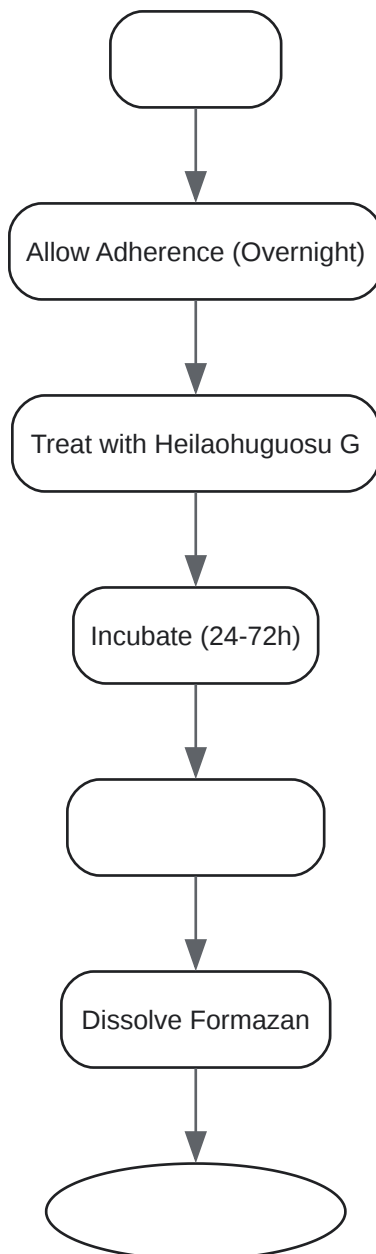 Allow Adherence (Overnight)
Treat with Heilaohuguosu G
Incubate (24-72h)
Dissolve Formazan